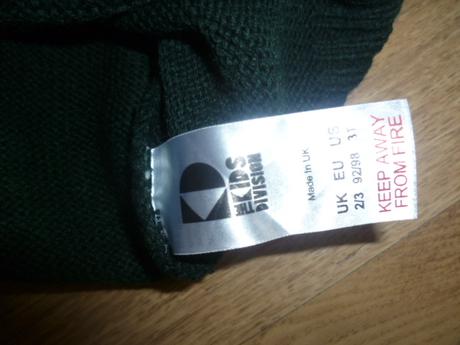 THE KIDS
DIVISION
Made in UK
UK EU US
2/3 92/98 3T
KEEP AWAY
FROM FIRE